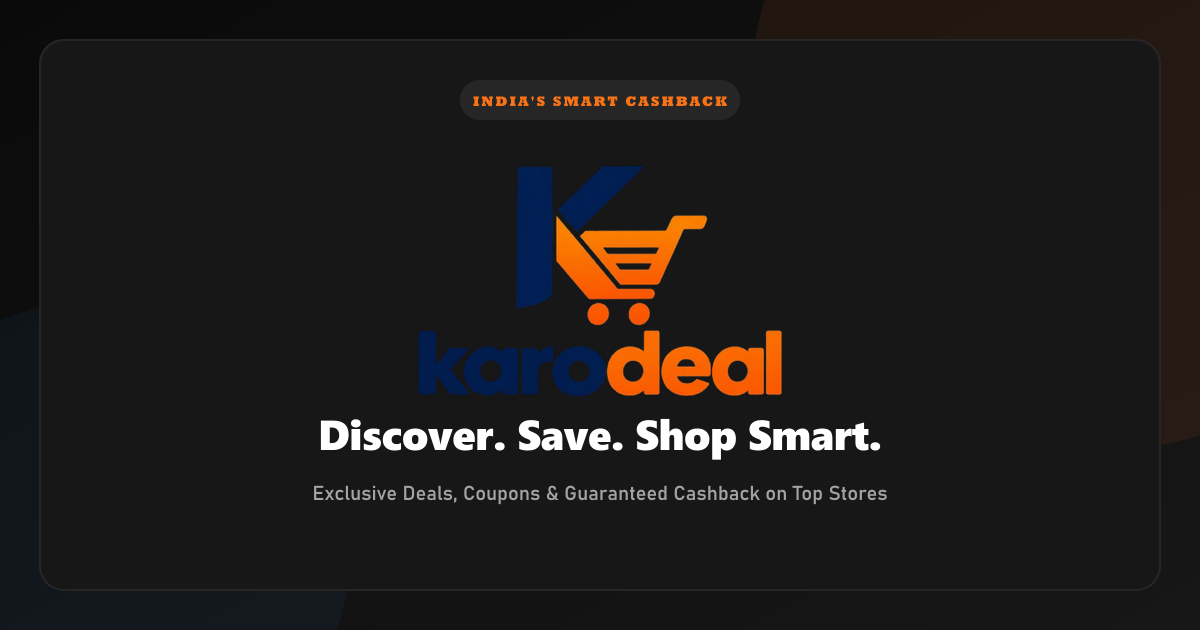 INDIA'S SMART CASHBACK
karodeal
Discover. Save. Shop Smart.
Exclusive Deals, Coupons & Guaranteed Cashback on Top Stores